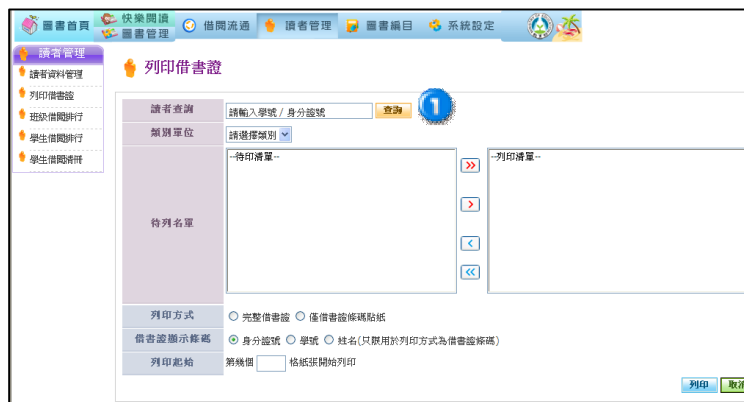 圖書首頁 快樂閱讀 圖書管理 借閱流通 讀者管理 圖書編目 系統設定
讀者管理
讀者資料管理
列印借書證
班級借閱排行
學生借閱排行
學生借閱清冊
列印借書證
讀者查詢 請輸入學號 / 身分證號 查詢 1
類別單位 請選擇類別
待列名單 --待印清單-- >> --列印清單--
>
<
<<
列印方式 完整借書證 僅借書證條碼貼紙
借書證顯示條碼 身分證號 學號 姓名(只限用於列印方式為借書證條碼)
列印起始 第幾個 格紙張開始列印
列印 取消